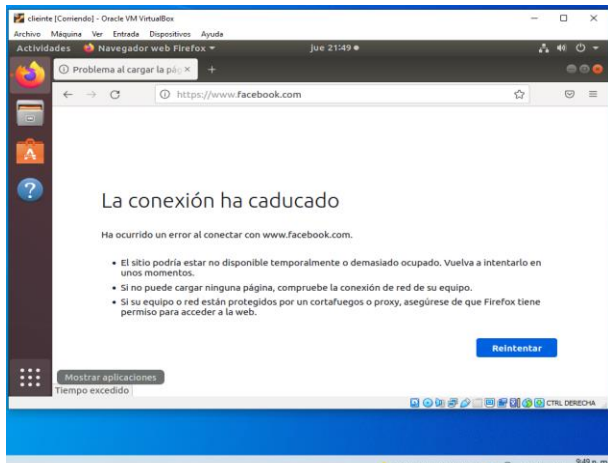 clieinte [Corriendo] - Oracle VM VirtualBox
Archivo Máquina Ver Entrada Dispositivos Ayuda
Actividades Navegador web Firefox jue 21:49
Problema al cargar la pág
https://www.facebook.com
La conexión ha caducado
Ha ocurrido un error al conectar con www.facebook.com.
• El sitio podría estar no disponible temporalmente o demasiado ocupado. Vuelva a intentarlo en
unos momentos.
• Si no puede cargar ninguna página, compruebe la conexión de red de su equipo.
• Si su equipo o red están protegidos por un cortafuegos o proxy, asegúrese de que Firefox tiene
permiso para acceder a la web.
Reintentar
Mostrar aplicaciones
Tiempo excedido
CTRL DERECHA
9:49 p. m.